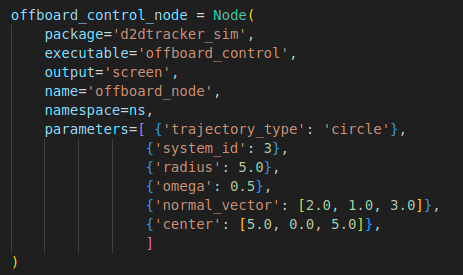 offboard_control_node = Node(
    package='d2dtracker_sim',
    executable='offboard_control',
    output='screen',
    name='offboard_node',
    namespace=ns,
    parameters=[ {'trajectory_type': 'circle'},
                {'system_id': 3},
                {'radius': 5.0},
                {'omega': 0.5},
                {'normal_vector': [2.0, 1.0, 3.0]},
                {'center': [5.0, 0.0, 5.0]},
                ]
)